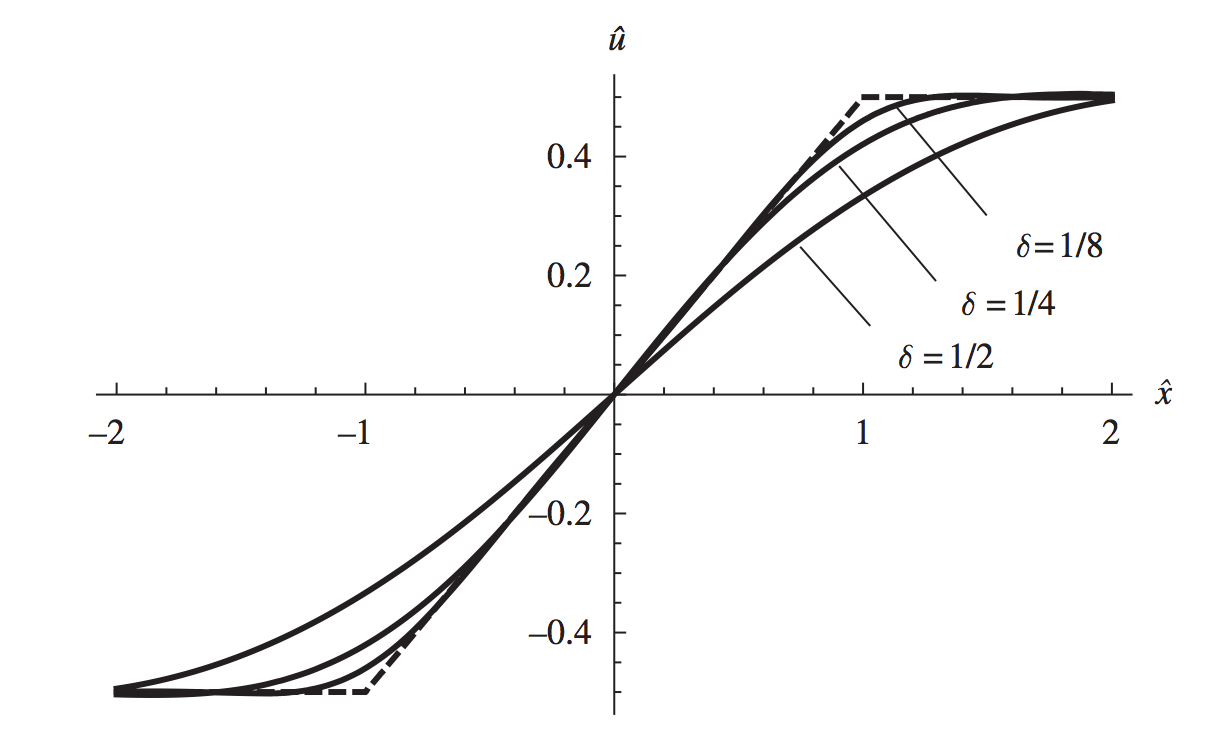 û
0.4
δ = 1/8
0.2
δ = 1/4
δ = 1/2
x̂
–2
–1
1
2
–0.2
–0.4